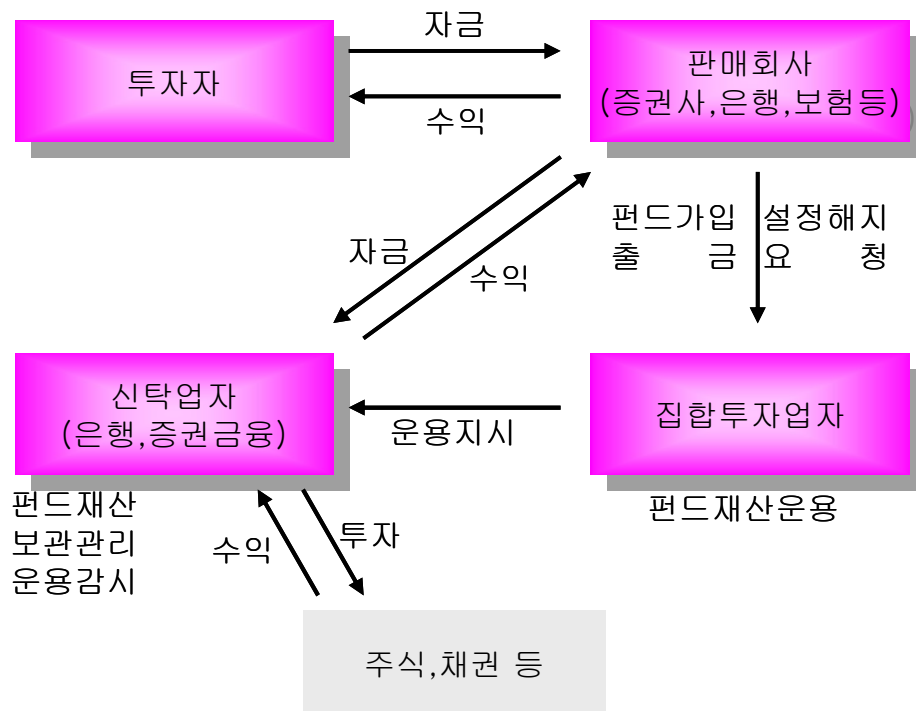 자금
투자자
판매회사
(증권사,은행,보험등)
수익
펀드가입
출 금
설정해지
요 청
자금
수익
신탁업자
(은행,증권금융)
운용지시
집합투자업자
펀드재산
보관관리
운용감시
수익
투자
펀드재산운용
주식,채권 등